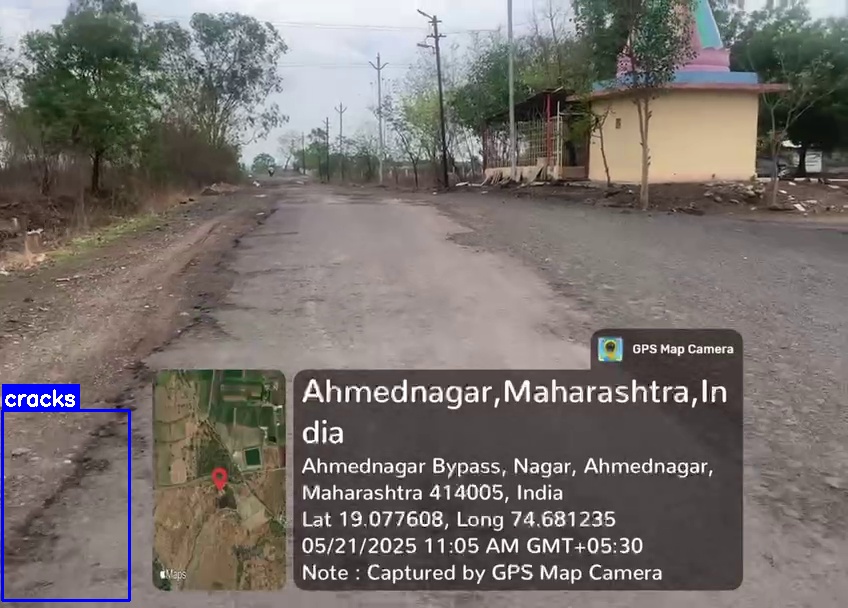 cracks
GPS Map Camera
Ahmednagar,Maharashtra,In
dia
Ahmednagar Bypass, Nagar, Ahmednagar,
Maharashtra 414005, India
Lat 19.077608, Long 74.681235
05/21/2025 11:05 AM GMT+05:30
Note : Captured by GPS Map Camera
Maps